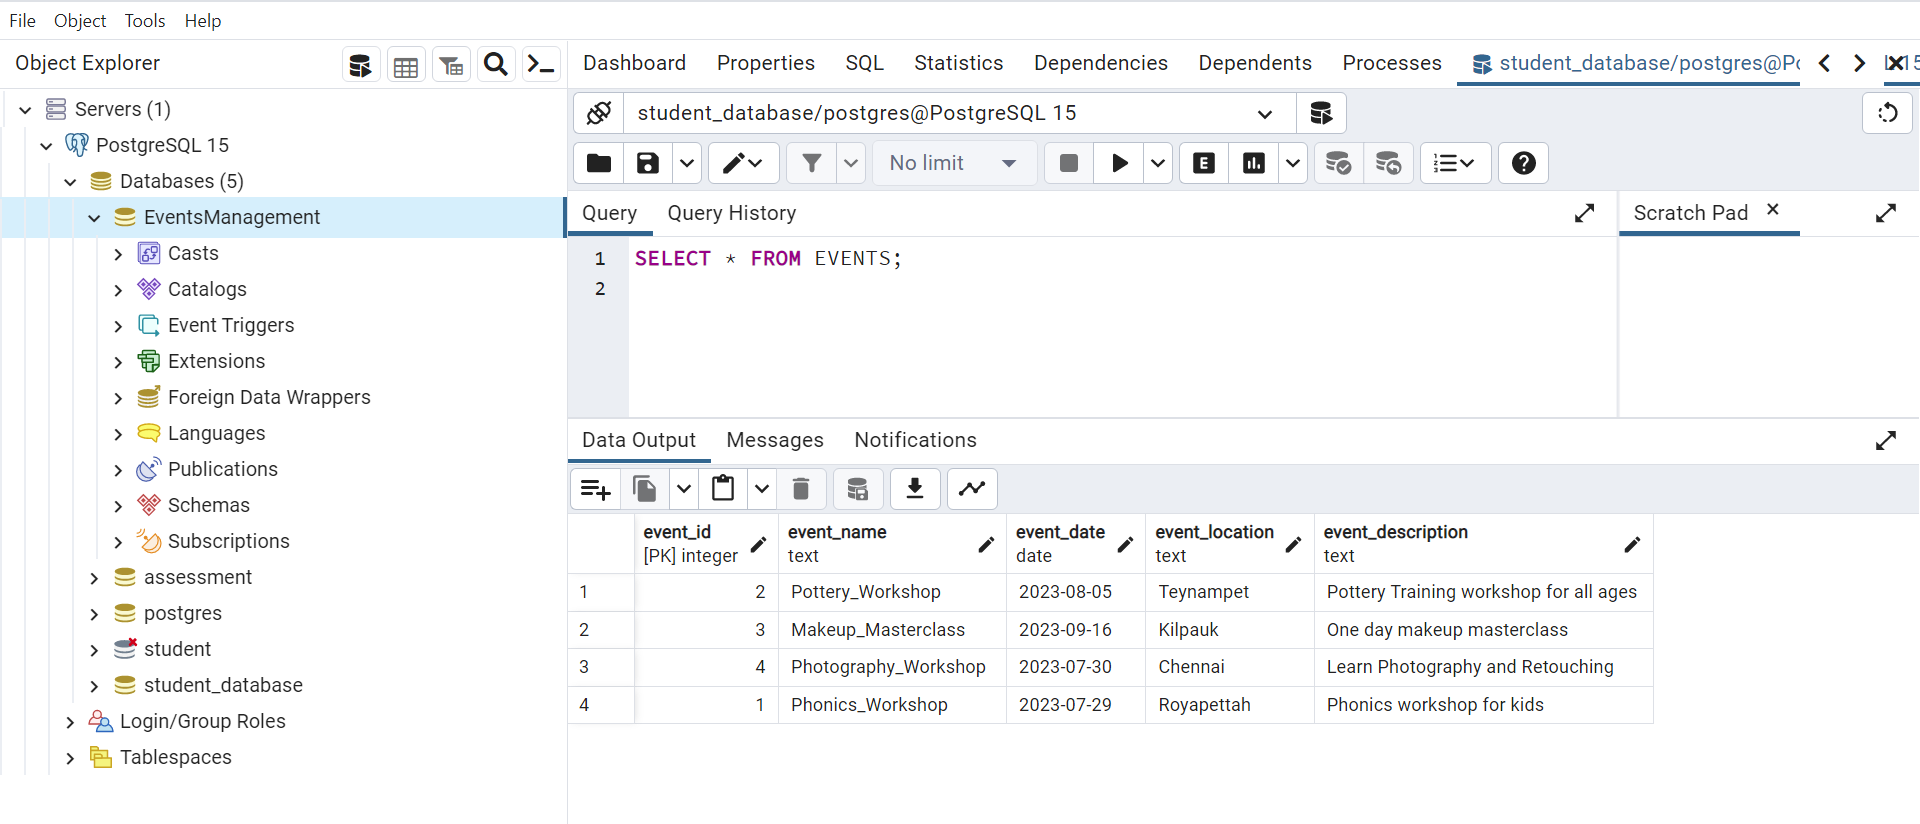 File Object Tools Help
Object Explorer
Dashboard Properties SQL Statistics Dependencies Dependents Processes student_database/postgres@Pc 15
Servers (1)
PostgreSQL 15
Databases (5)
EventsManagement
Casts
Catalogs
Event Triggers
Extensions
Foreign Data Wrappers
Languages
Publications
Schemas
Subscriptions
assessment
postgres
student
student_database
Login/Group Roles
Tablespaces
student_database/postgres@PostgreSQL 15
No limit
Query Query History
Scratch Pad
1 SELECT * FROM EVENTS;
2
Data Output Messages Notifications
event_id event_name event_date event_location event_description
[PK] integer text date text text
1 2 Pottery_Workshop 2023-08-05 Teynampet Pottery Training workshop for all ages
2 3 Makeup_Masterclass 2023-09-16 Kilpauk One day makeup masterclass
3 4 Photography_Workshop 2023-07-30 Chennai Learn Photography and Retouching
4 1 Phonics_Workshop 2023-07-29 Royapettah Phonics workshop for kids